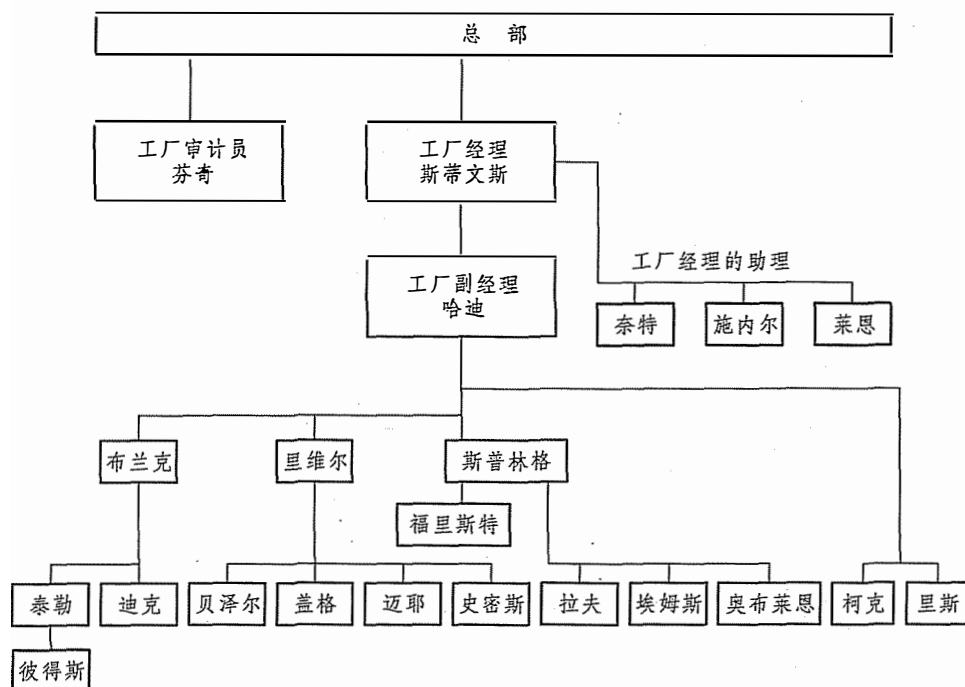 总 部
工厂审计员
芬奇
工厂经理
斯蒂文斯
工厂副经理
哈迪
工厂经理的助理
奈特
施内尔
莱恩
布兰克
里维尔
斯普林格
福里斯特
泰勒
迪克
贝泽尔
盖格
迈耶
史密斯
拉夫
埃姆斯
奥布莱恩
柯克
里斯
彼得斯